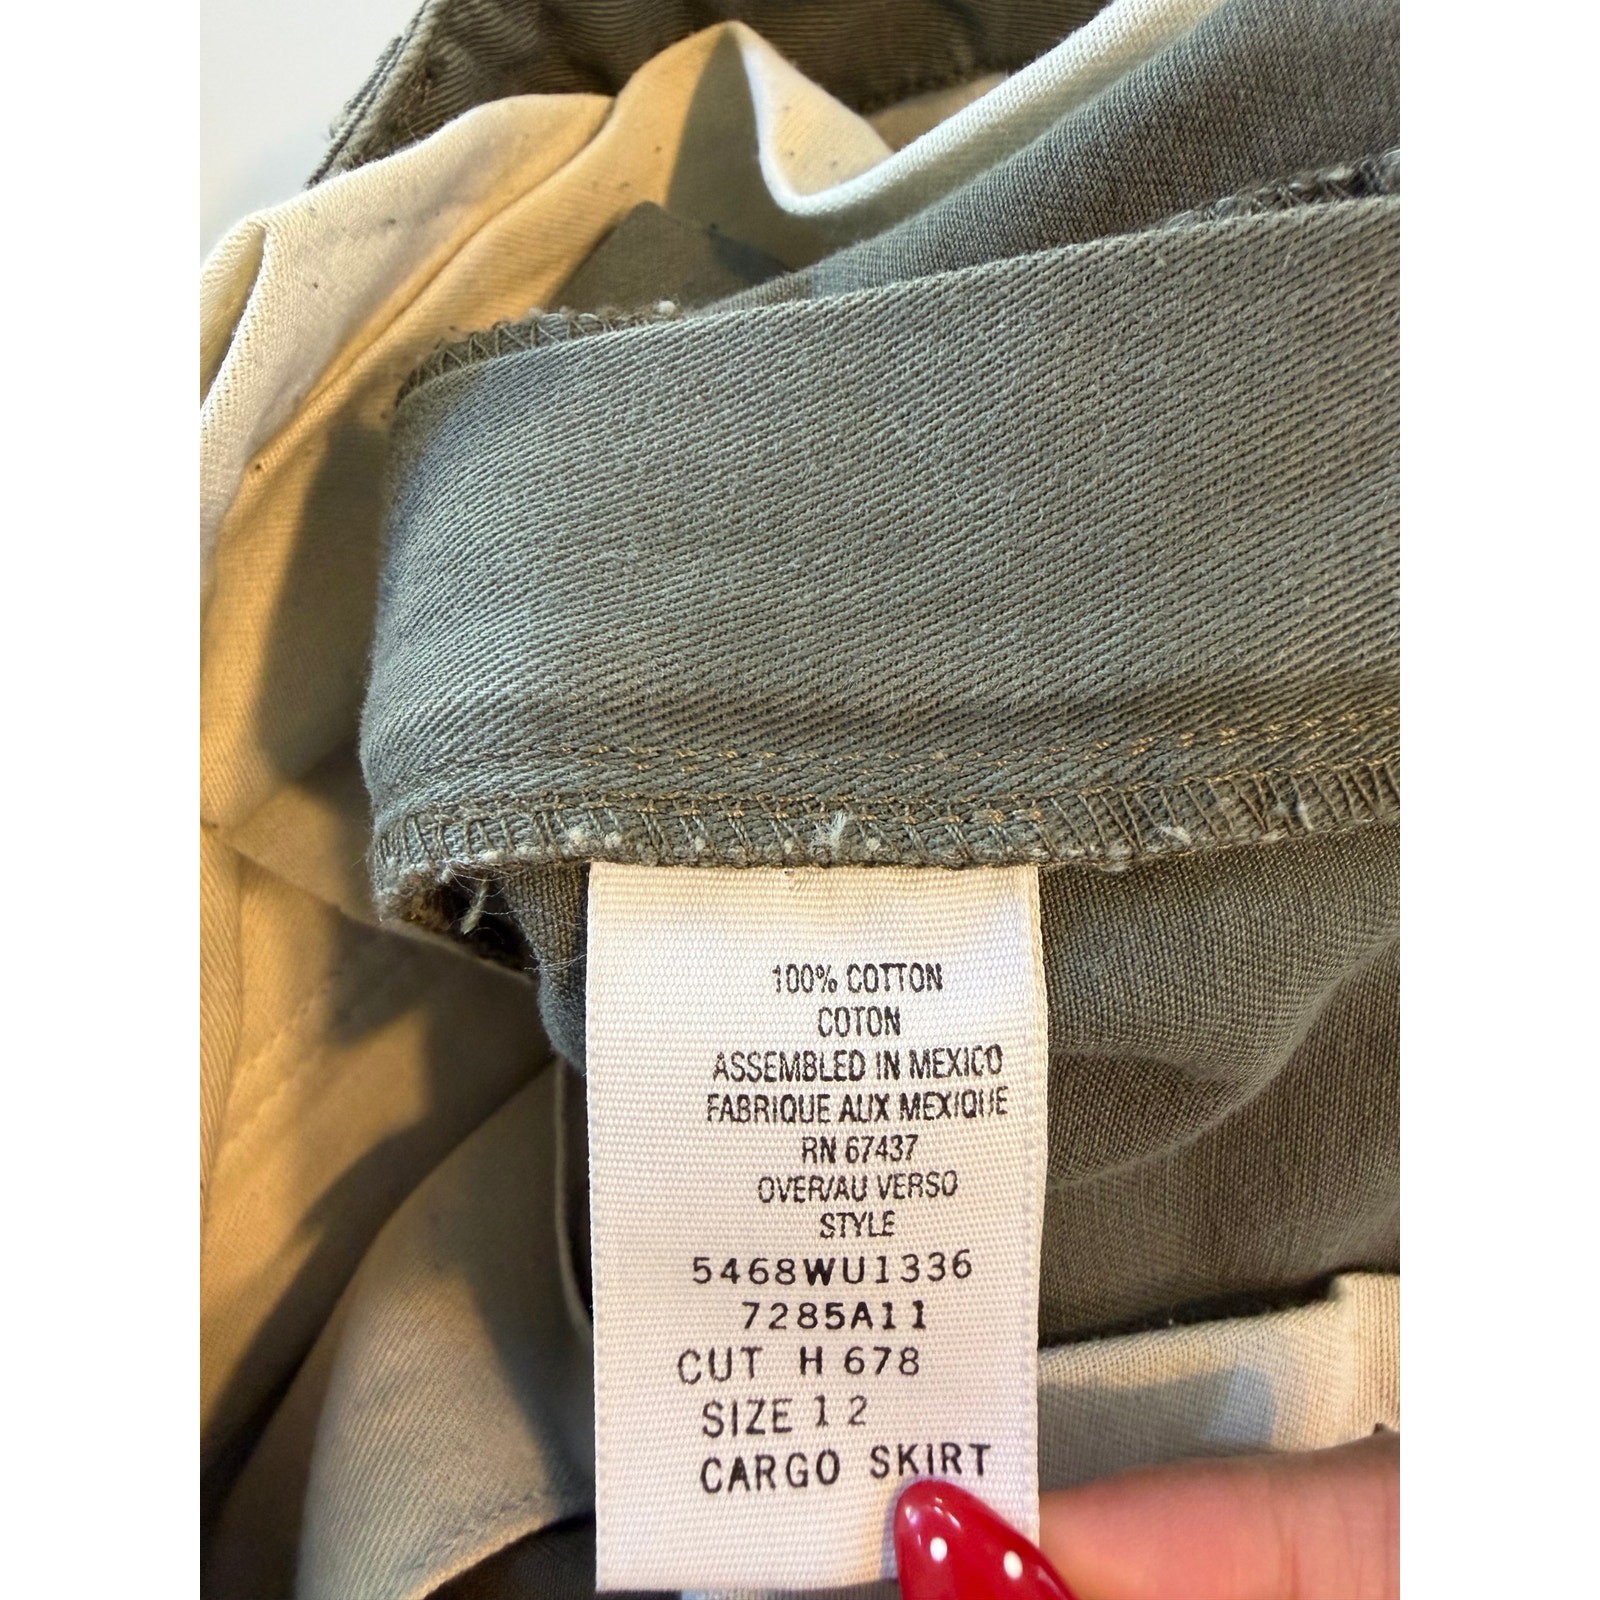 100% COTTON
COTON
ASSEMBLED IN MEXICO
FABRIQUE AUX MEXIQUE
RN 67437
OVER/AU VERSO
STYLE
5468WU1336
7285A11
CUT H 678
SIZE 12
CARGO SKIRT